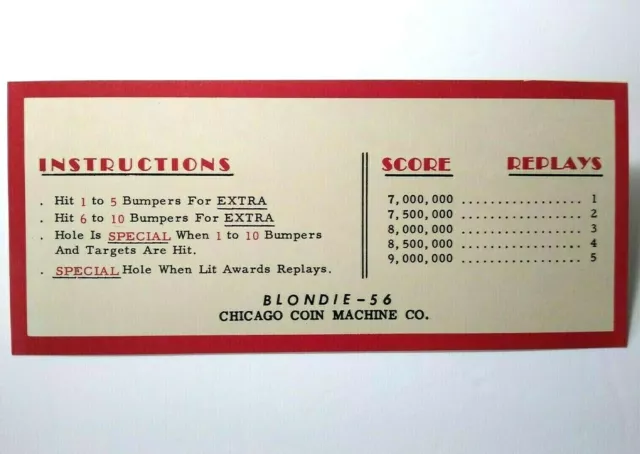 INSTRUCTIONS
. Hit 1 to 5 Bumpers For EXTRA
. Hit 6 to 10 Bumpers For EXTRA
. Hole Is SPECIAL When 1 to 10 Bumpers
And Targets Are Hit.
. SPECIAL Hole When Lit Awards Replays.
SCORE REPLAYS
7,000,000 ................. 1
7,500,000 ................. 2
8,000,000 ................. 3
8,500,000 ................. 4
9,000,000 ................. 5
BLONDIE-56
CHICAGO COIN MACHINE CO.